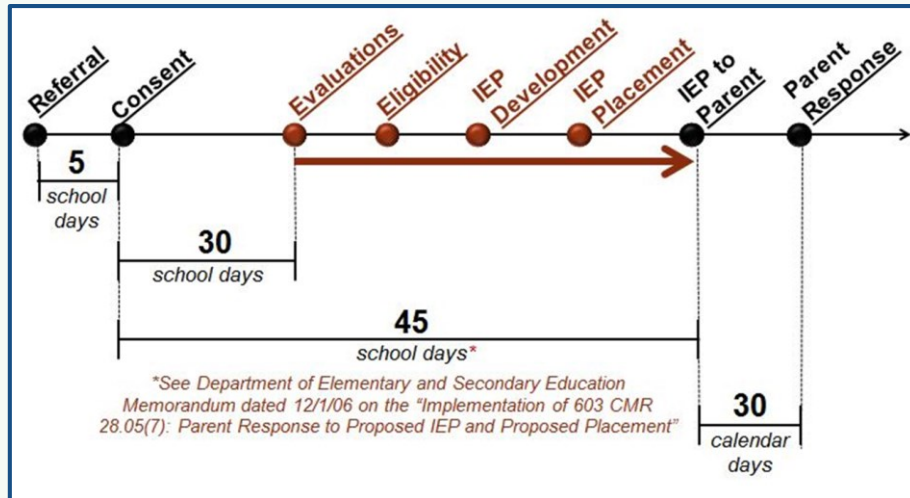 Referral
Consent
Evaluations
Eligibility
IEP
Development
IEP
Placement
IEP to
Parent
Parent
Response
5
school
days
30
school days
45
school days*
*See Department of Elementary and Secondary Education
Memorandum dated 12/1/06 on the “Implementation of 603 CMR
28.05(7): Parent Response to Proposed IEP and Proposed Placement”
30
calendar
days